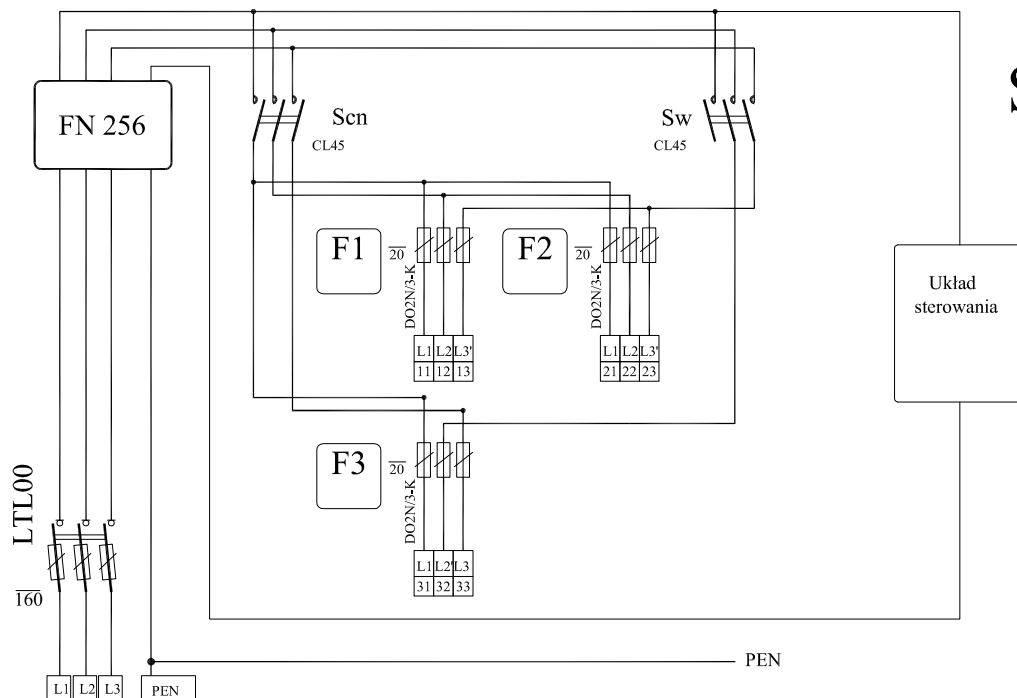 S
FN 256
Scn
CL45
Sw
CL45
F1
20
DO2N/3-K
F2
20
DO2N/3-K
Układ
sterowania
L1 L2 L3'
11 12 13
L1 L2 L3'
21 22 23
F3
20
DO2N/3-K
LTL00
160
L1 L2' L3
31 32 33
PEN
L1 L2 L3 PEN